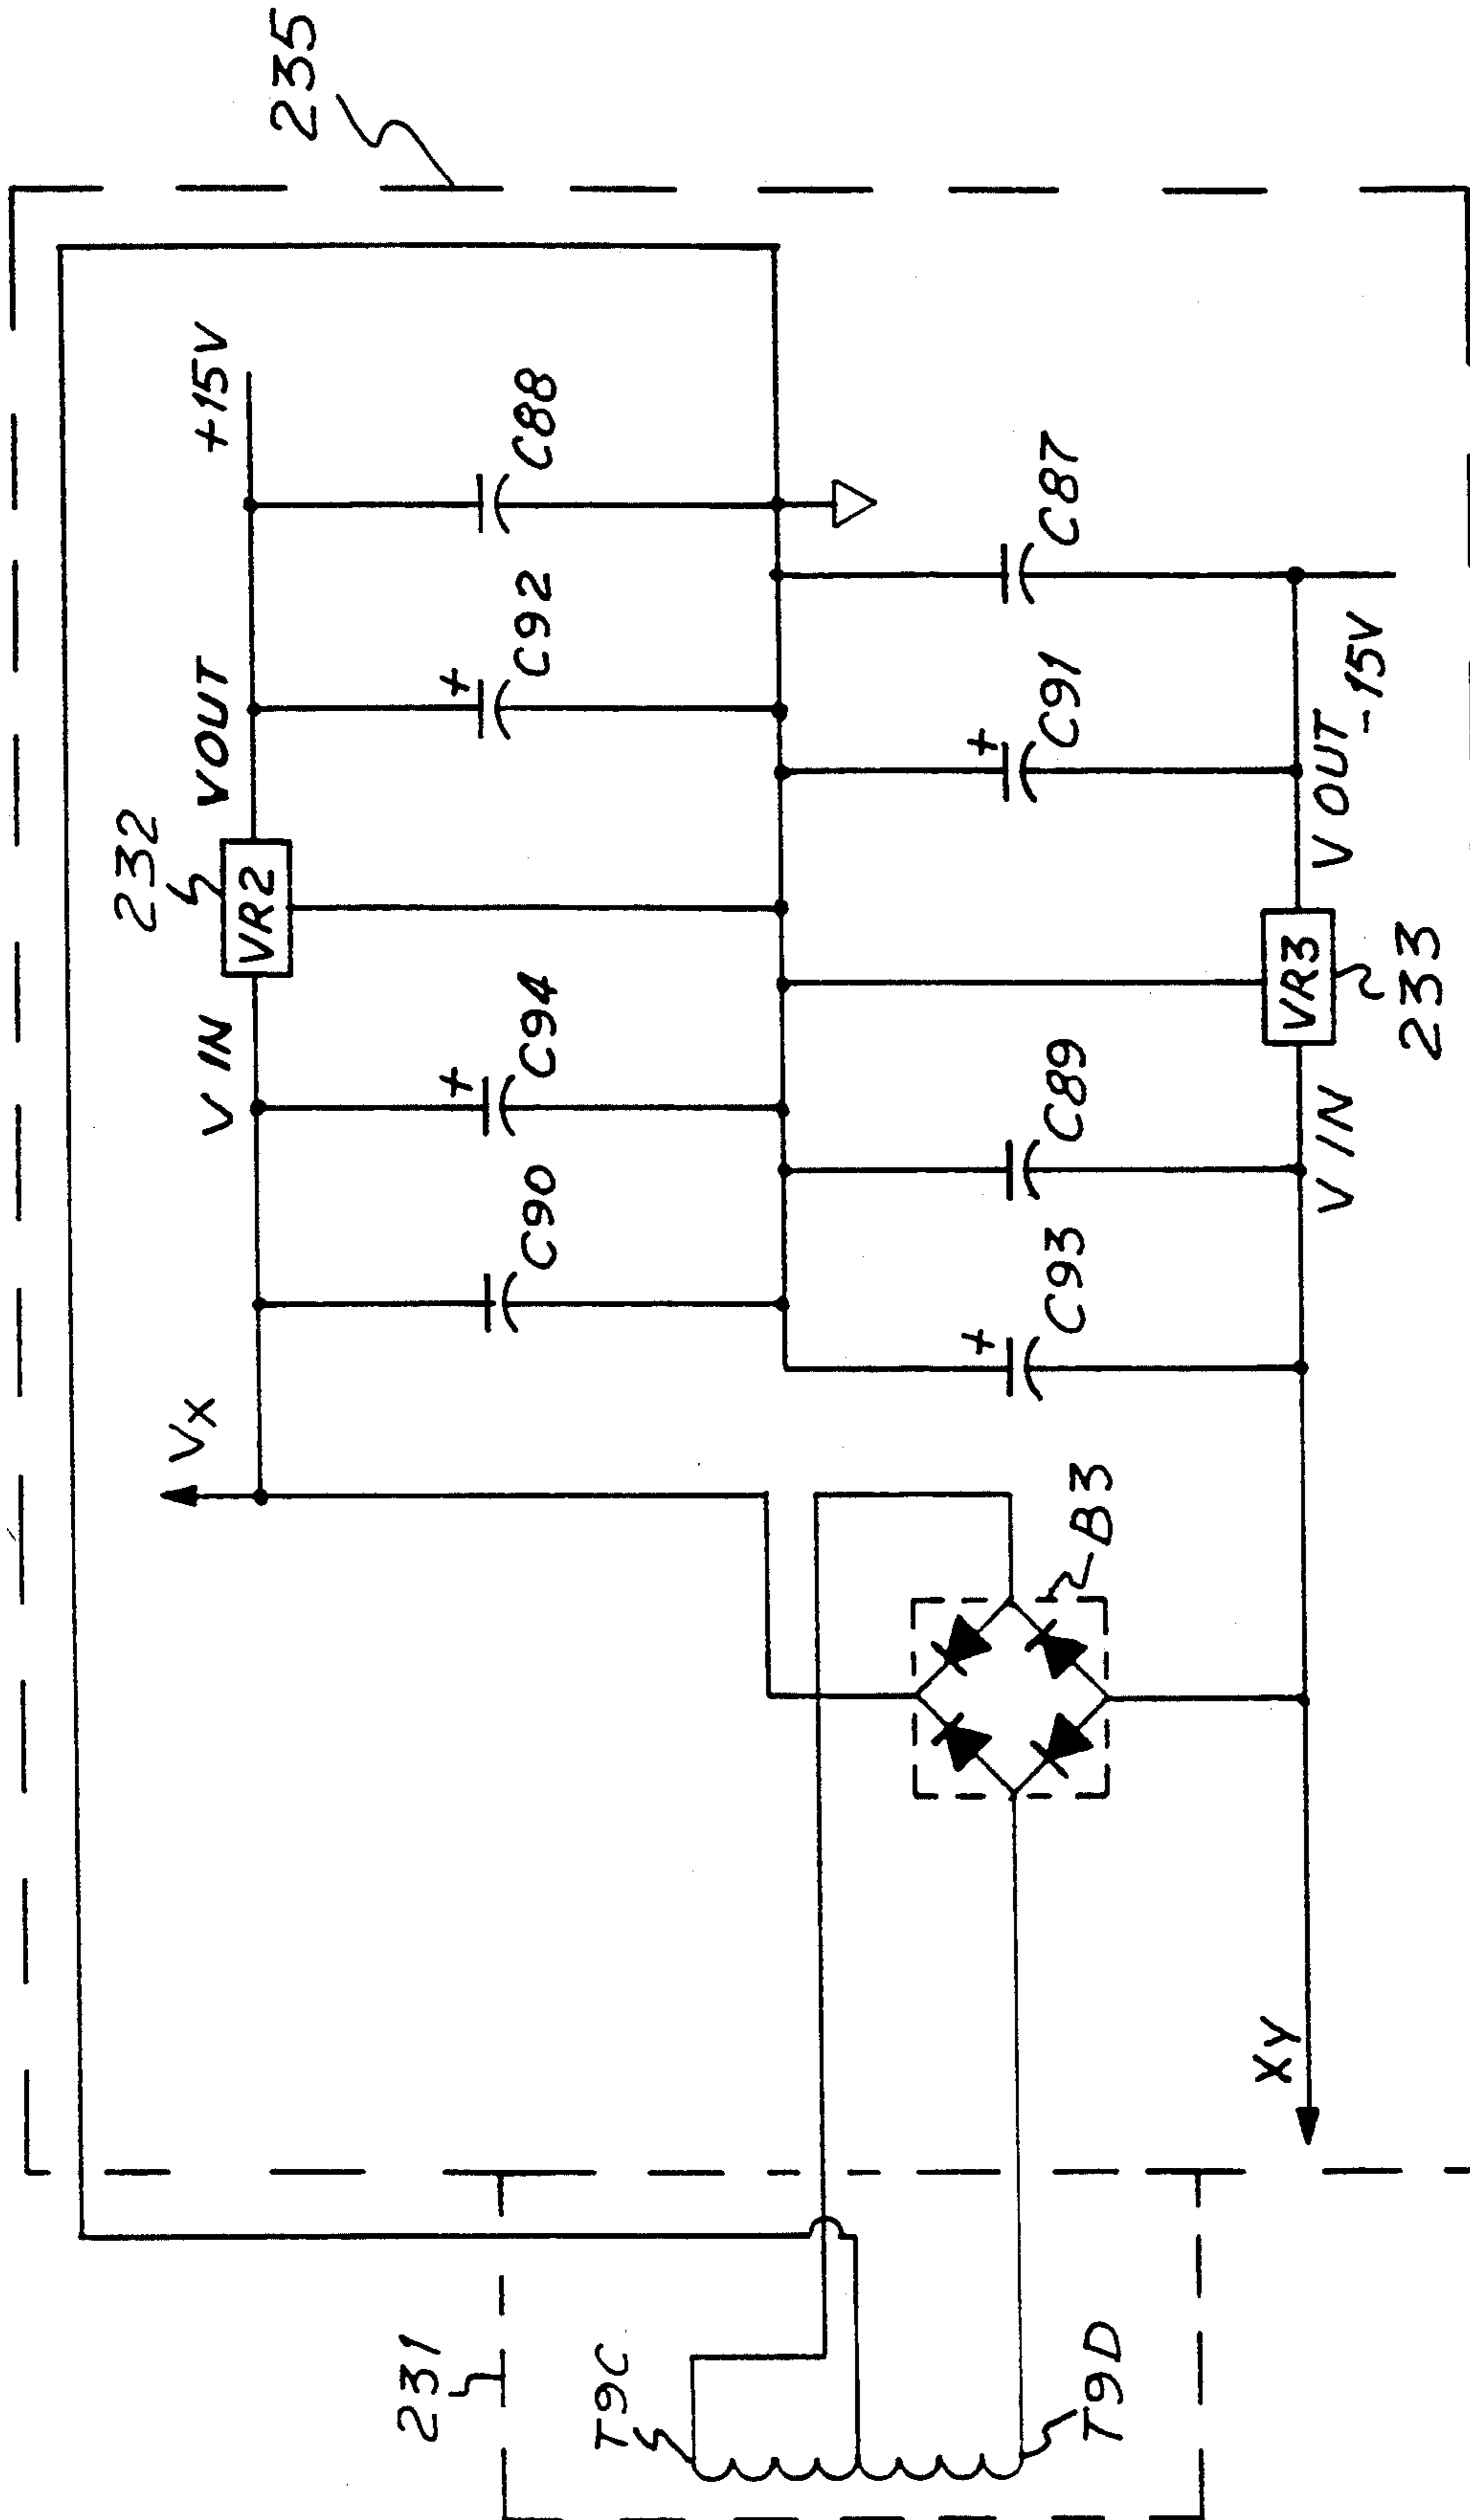 235
+15V
VOUT
232
VR2
V IN
VX
C88
C92
C94
C90
C87
C91
C89
C93
-15V
V OUT
VR3
233
V IN
B3
XY
231
T9C
T9D